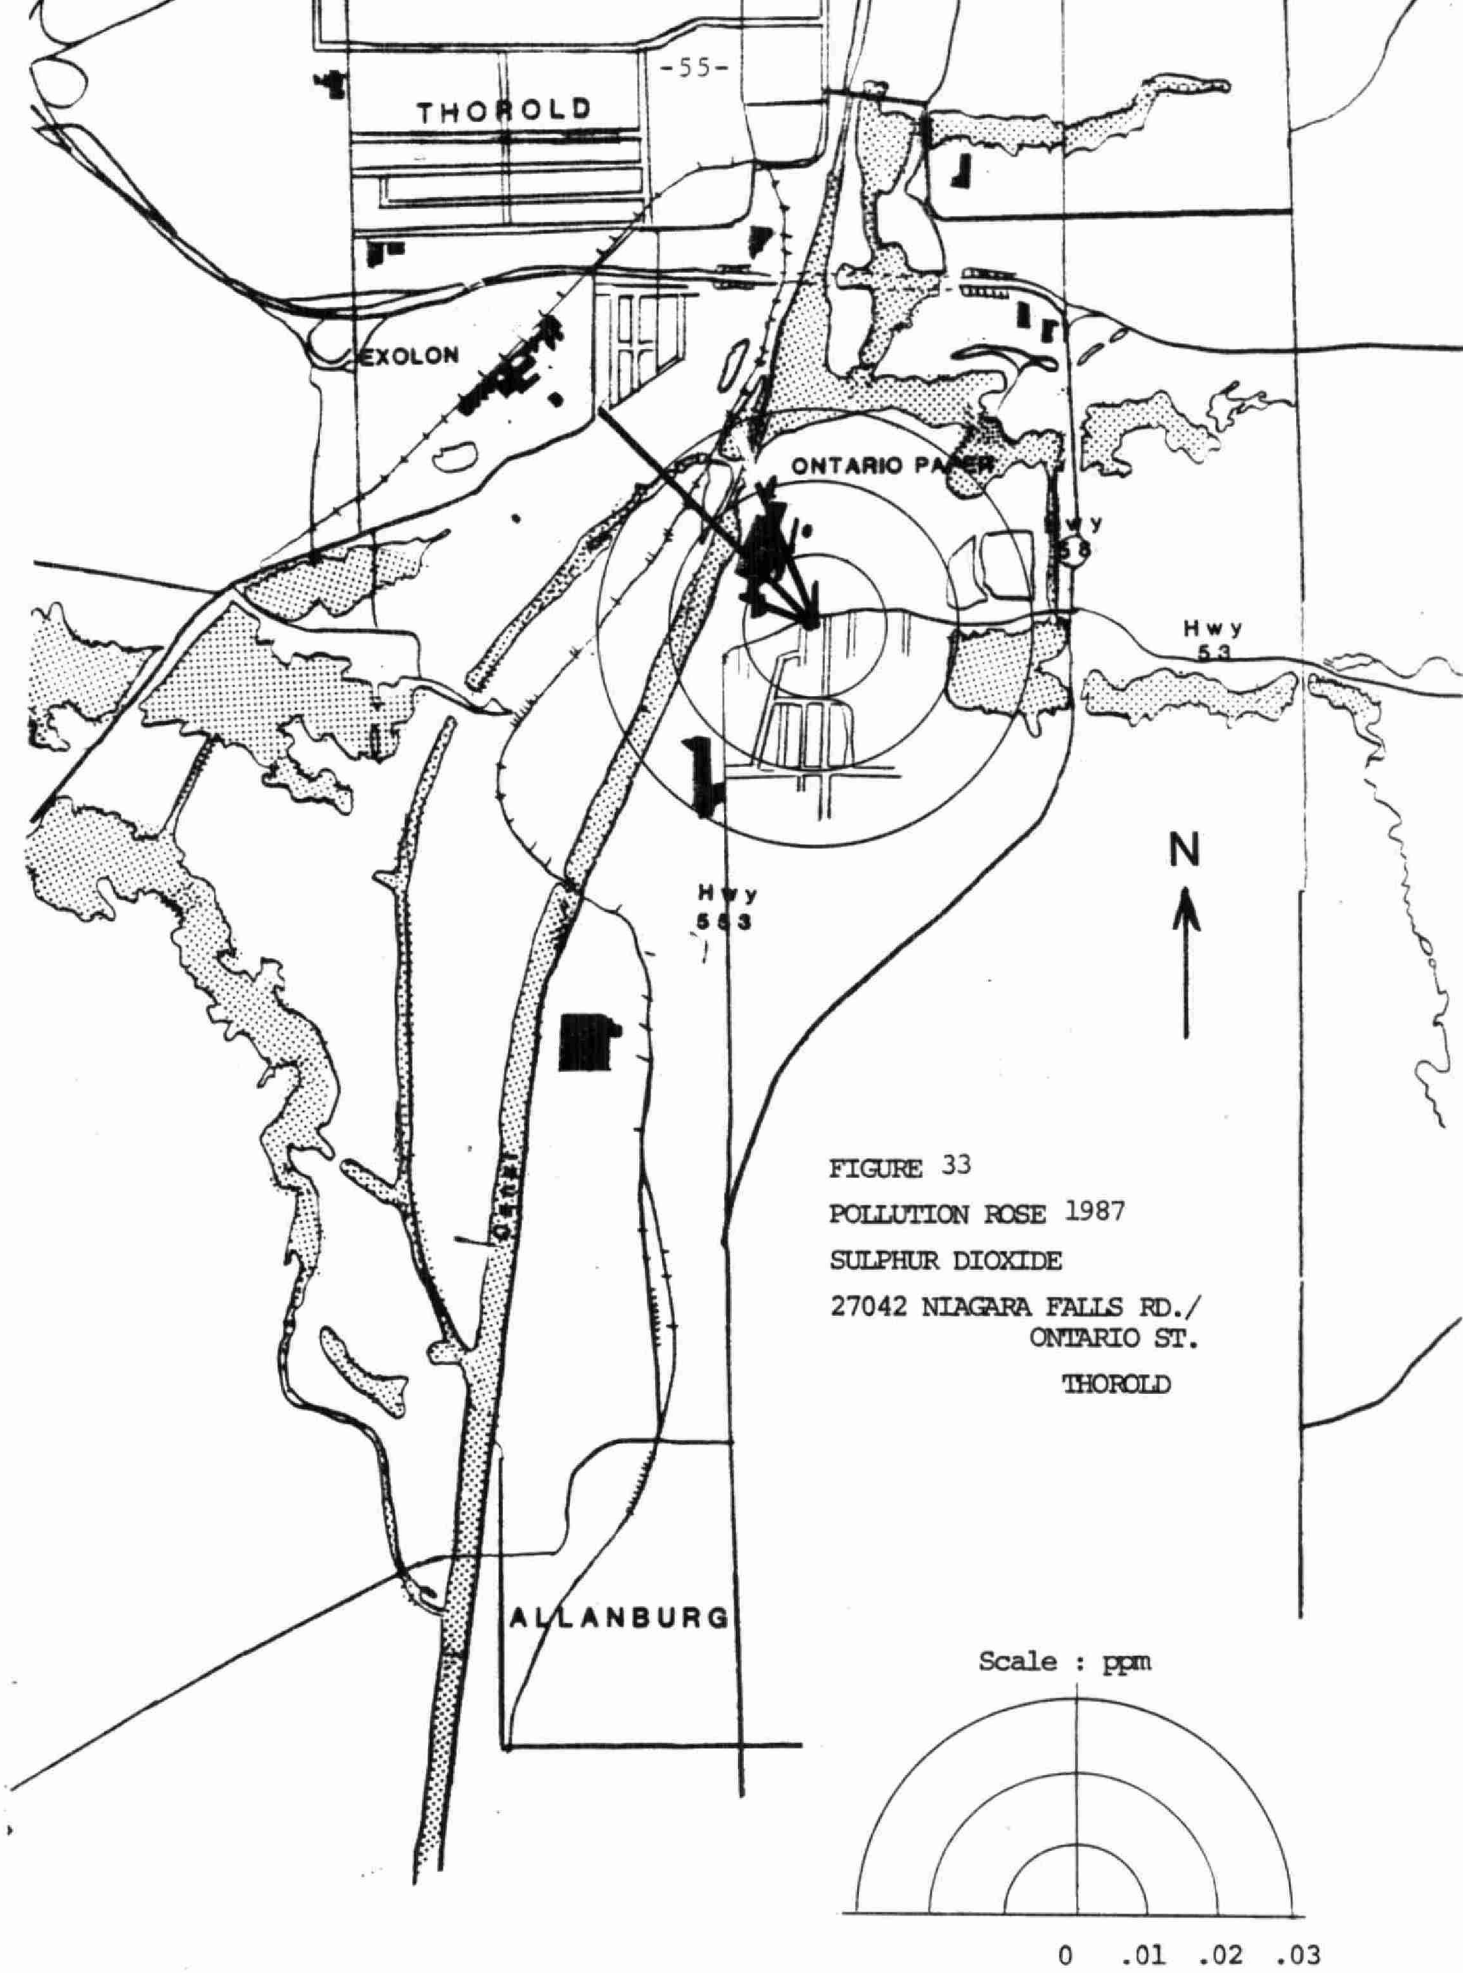 -55-
THOROLD
EXOLON
ONTARIO PAPER
Hwy
58
Hwy
53
N
Hwy
553
Canal
FIGURE 33
POLLUTION ROSE 1987
SULPHUR DIOXIDE
27042 NIAGARA FALLS RD./
ONTARIO ST.
THOROLD
ALLANBURG
Scale : ppm
0 .01 .02 .03